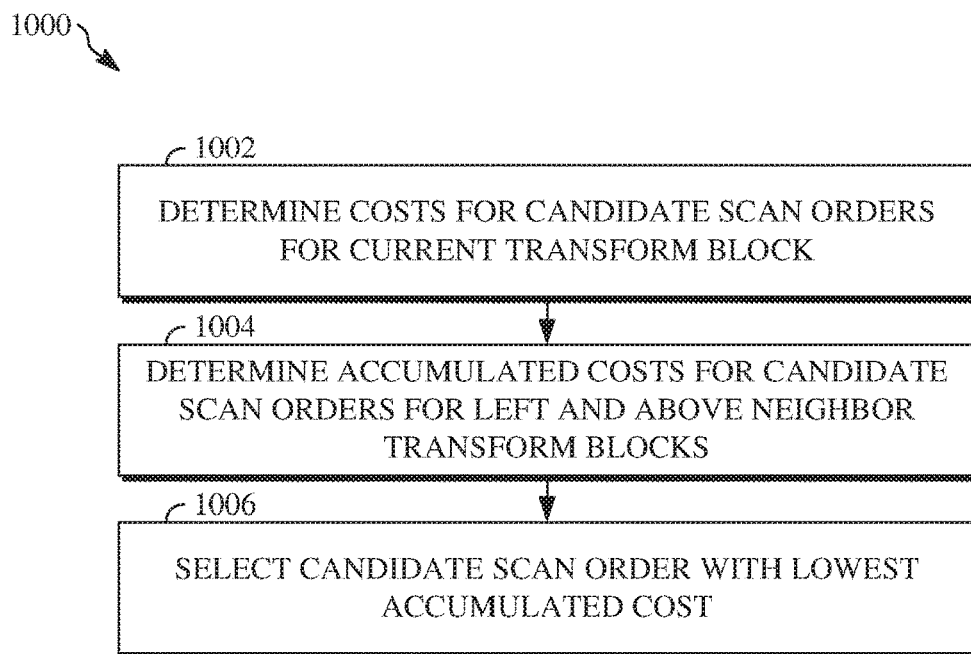 1000
1002
DETERMINE COSTS FOR CANDIDATE SCAN ORDERS
FOR CURRENT TRANSFORM BLOCK
1004
DETERMINE ACCUMULATED COSTS FOR CANDIDATE
SCAN ORDERS FOR LEFT AND ABOVE NEIGHBOR
TRANSFORM BLOCKS
1006
SELECT CANDIDATE SCAN ORDER WITH LOWEST
ACCUMULATED COST